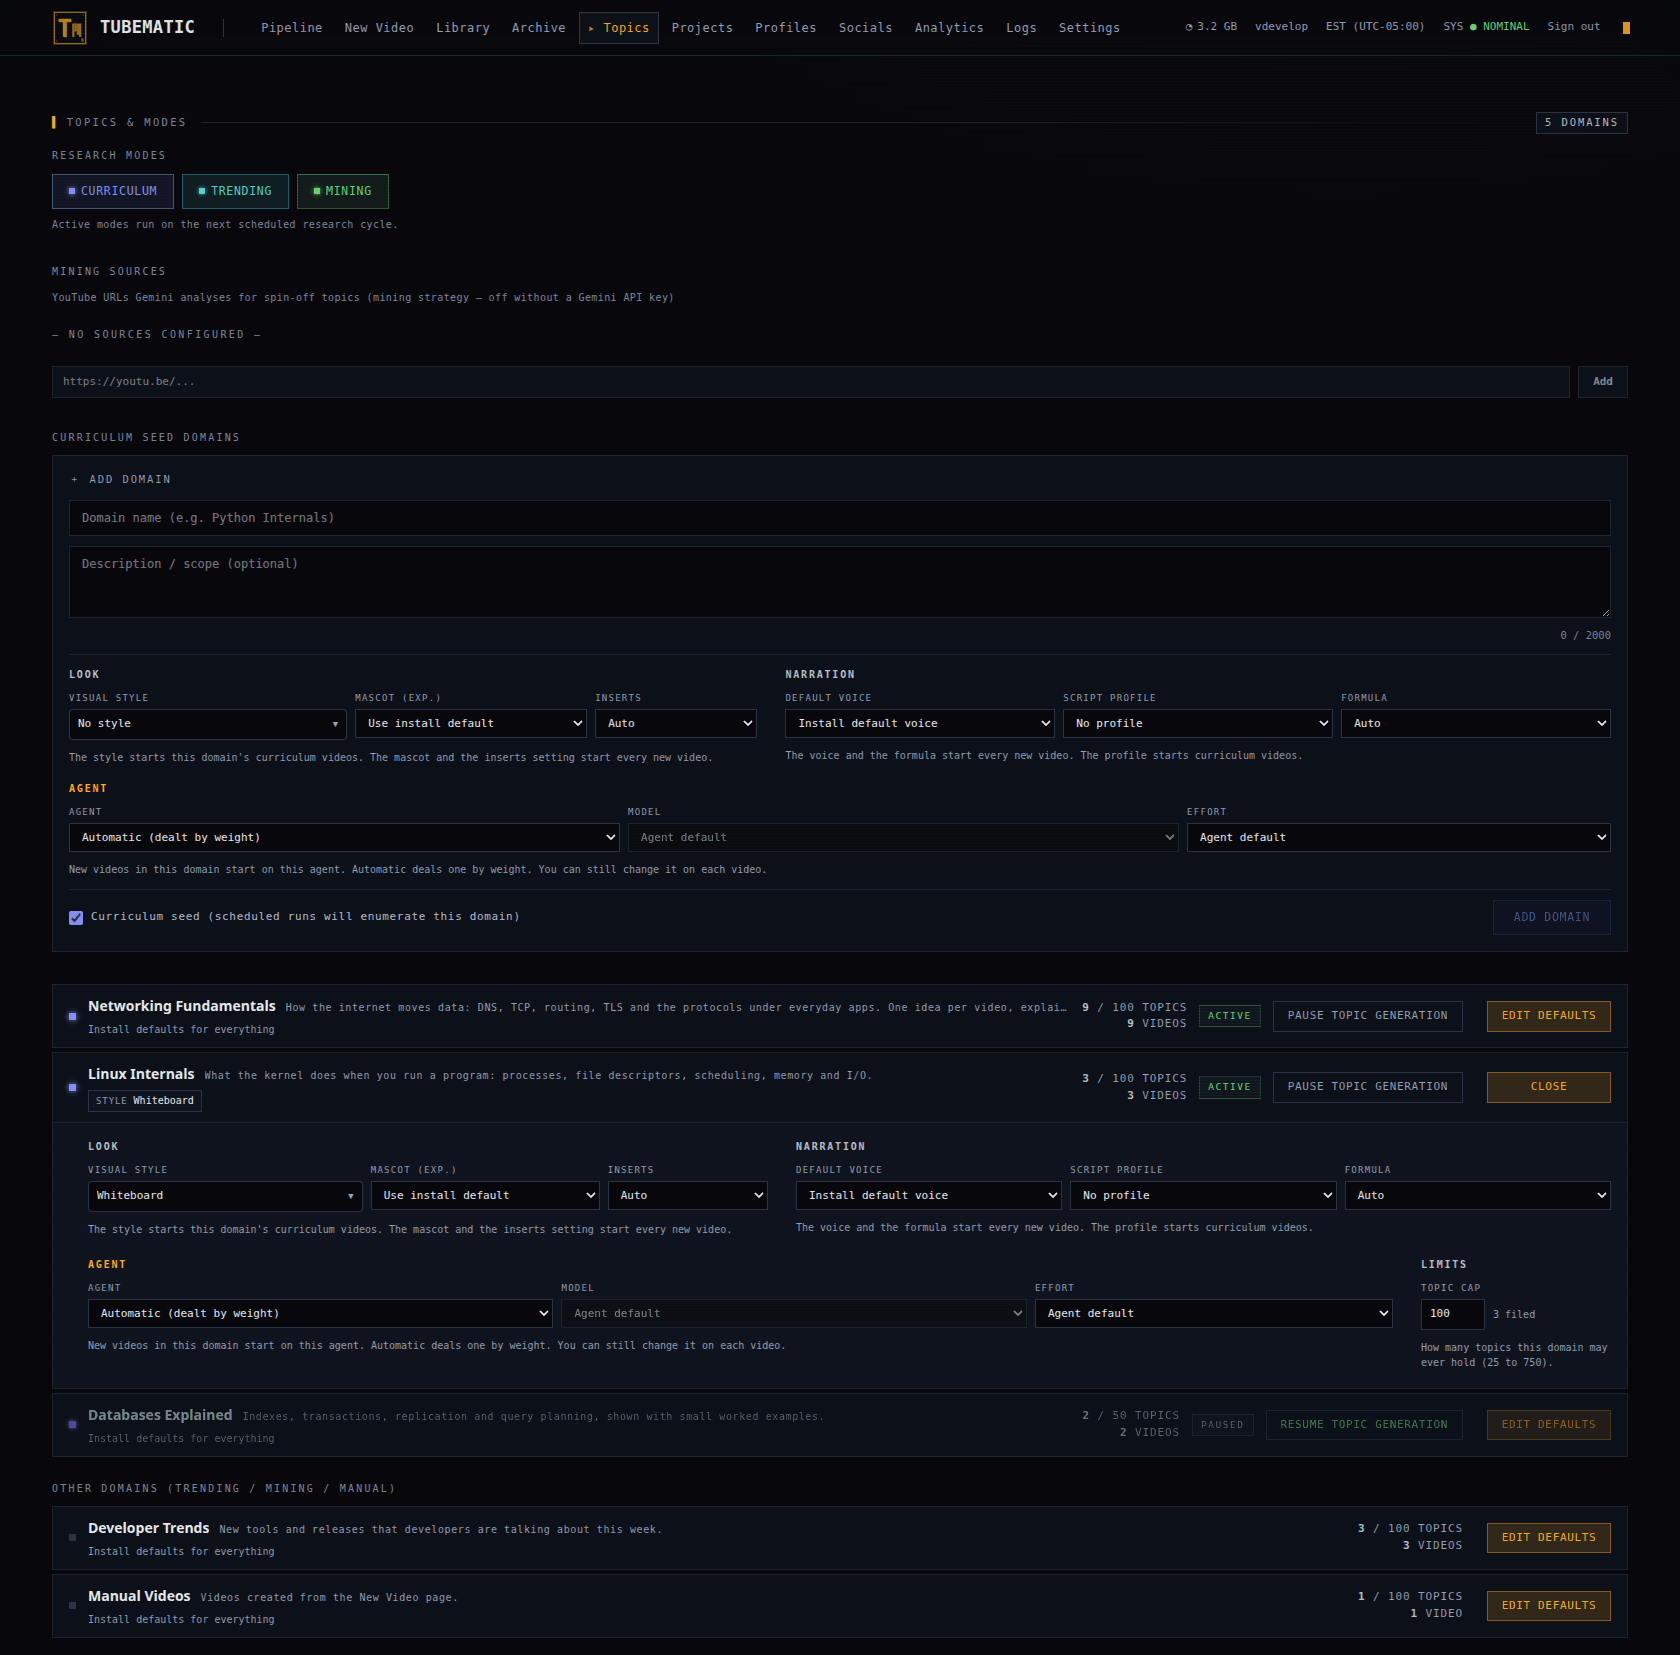 TUBEMATIC
Pipeline New Video Library Archive ▸ Topics Projects Profiles Socials Analytics Logs Settings
3.2 GB vdevelop EST (UTC-05:00) SYS ● NOMINAL Sign out
TOPICS & MODES
5 DOMAINS
RESEARCH MODES
CURRICULUM TRENDING MINING
Active modes run on the next scheduled research cycle.
MINING SOURCES
YouTube URLs Gemini analyses for spin-off topics (mining strategy — off without a Gemini API key)
— NO SOURCES CONFIGURED —
https://youtu.be/...
Add
CURRICULUM SEED DOMAINS
+ ADD DOMAIN
Domain name (e.g. Python Internals)
Description / scope (optional)
0 / 2000
LOOK NARRATION
VISUAL STYLE MASCOT (EXP.) INSERTS DEFAULT VOICE SCRIPT PROFILE FORMULA
No style Use install default Auto Install default voice No profile Auto
The style starts this domain's curriculum videos. The mascot and the inserts setting start every new video. The voice and the formula start every new video. The profile starts curriculum videos.
AGENT
AGENT MODEL EFFORT
Automatic (dealt by weight) Agent default Agent default
New videos in this domain start on this agent. Automatic deals one by weight. You can still change it on each video.
Curriculum seed (scheduled runs will enumerate this domain)
ADD DOMAIN
Networking Fundamentals How the internet moves data: DNS, TCP, routing, TLS and the protocols under everyday apps. One idea per video, explai…
Install defaults for everything
9 / 100 TOPICS
9 VIDEOS
ACTIVE PAUSE TOPIC GENERATION EDIT DEFAULTS
Linux Internals What the kernel does when you run a program: processes, file descriptors, scheduling, memory and I/O.
STYLE Whiteboard
3 / 100 TOPICS
3 VIDEOS
ACTIVE PAUSE TOPIC GENERATION CLOSE
LOOK NARRATION
VISUAL STYLE MASCOT (EXP.) INSERTS DEFAULT VOICE SCRIPT PROFILE FORMULA
Whiteboard Use install default Auto Install default voice No profile Auto
The style starts this domain's curriculum videos. The mascot and the inserts setting start every new video. The voice and the formula start every new video. The profile starts curriculum videos.
AGENT LIMITS
AGENT MODEL EFFORT TOPIC CAP
Automatic (dealt by weight) Agent default Agent default 100 3 filed
New videos in this domain start on this agent. Automatic deals one by weight. You can still change it on each video.
How many topics this domain may
ever hold (25 to 750).
Databases Explained Indexes, transactions, replication and query planning, shown with small worked examples.
Install defaults for everything
2 / 50 TOPICS
2 VIDEOS
PAUSED RESUME TOPIC GENERATION EDIT DEFAULTS
OTHER DOMAINS (TRENDING / MINING / MANUAL)
Developer Trends New tools and releases that developers are talking about this week.
Install defaults for everything
3 / 100 TOPICS
3 VIDEOS
EDIT DEFAULTS
Manual Videos Videos created from the New Video page.
Install defaults for everything
1 / 100 TOPICS
1 VIDEO
EDIT DEFAULTS